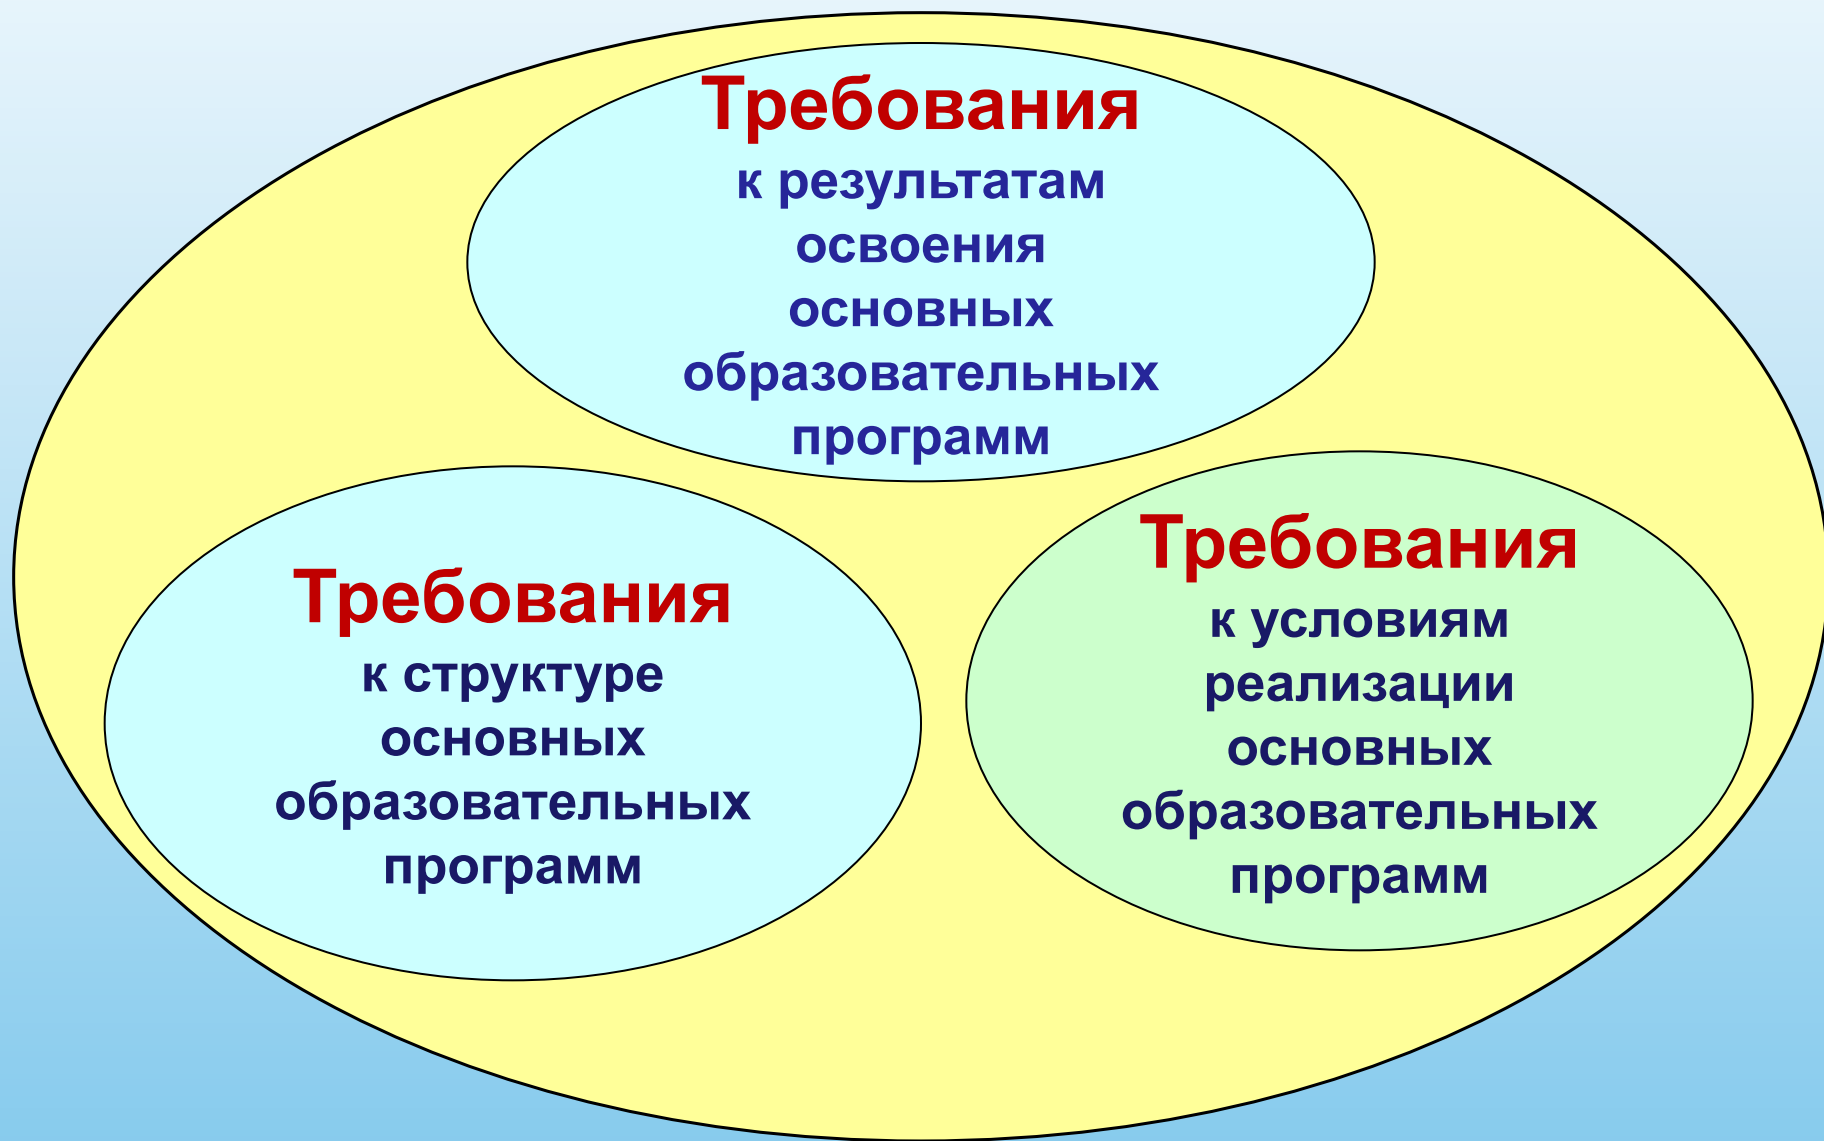 Требования
к результатам
освоения
основных
образовательных
программ
Требования
к структуре
основных
образовательных
программ
Требования
к условиям
реализации
основных
образовательных
программ